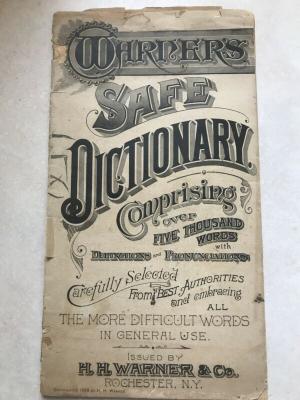 WARNER'S
SAFE
DICTIONARY.
Comprising
OVER
FIVE THOUSAND
WORDS
with
DEFINITIONS and PRONUNCIATIONS
Carefully Selected
From Best Authorities
and embracing
ALL
THE MORE DIFFICULT WORDS
IN GENERAL USE.
ISSUED BY
H. H. WARNER & Co.
ROCHESTER, N.Y.